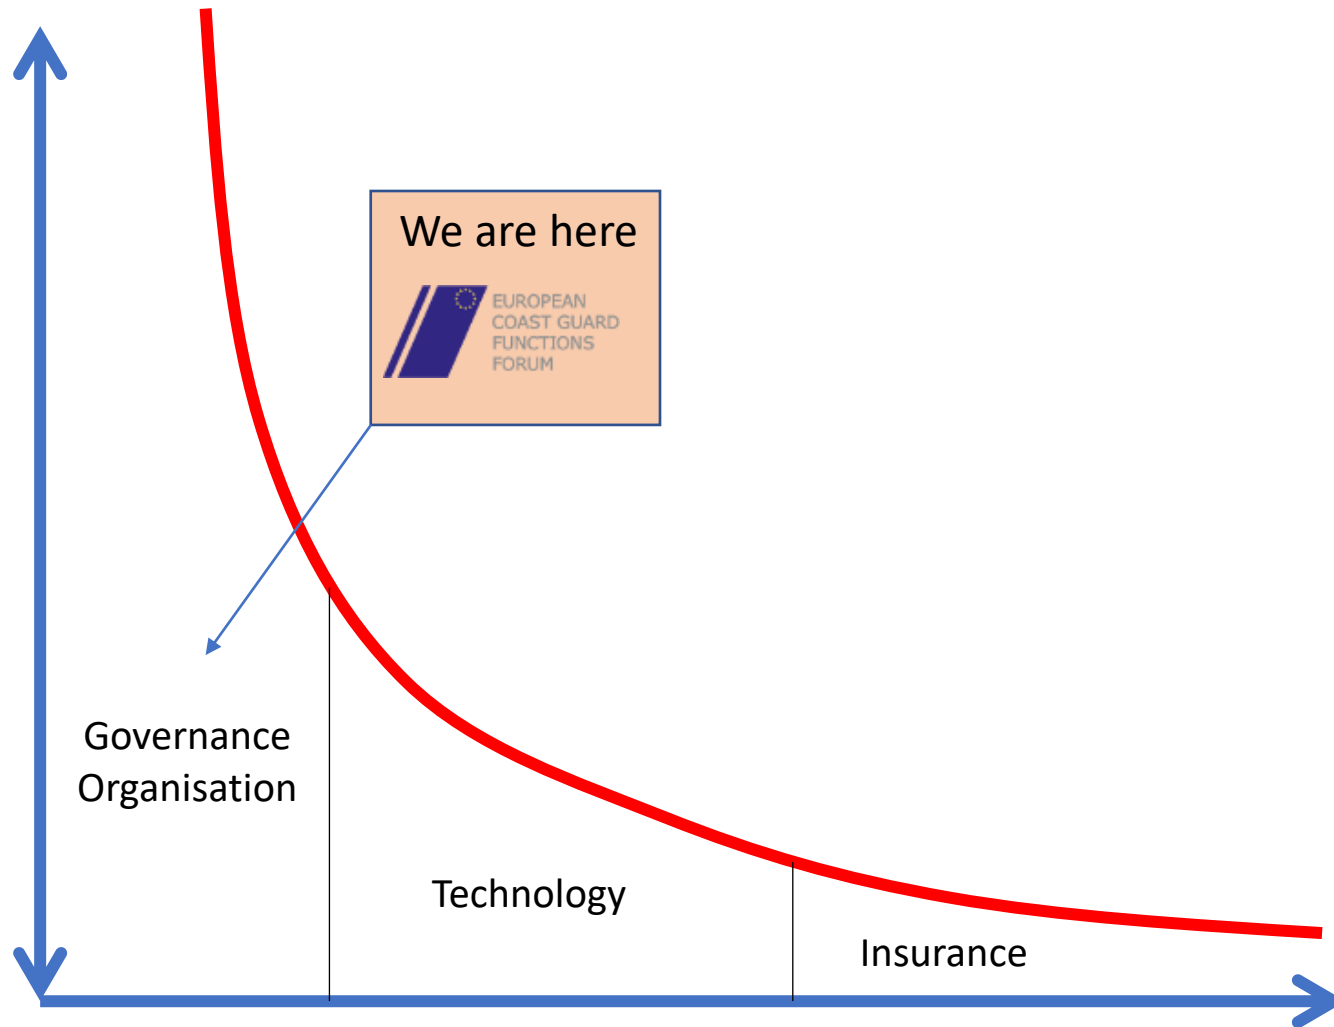 We are here
EUROPEAN
COAST GUARD
FUNCTIONS
FORUM
Governance
Organisation
Technology
Insurance